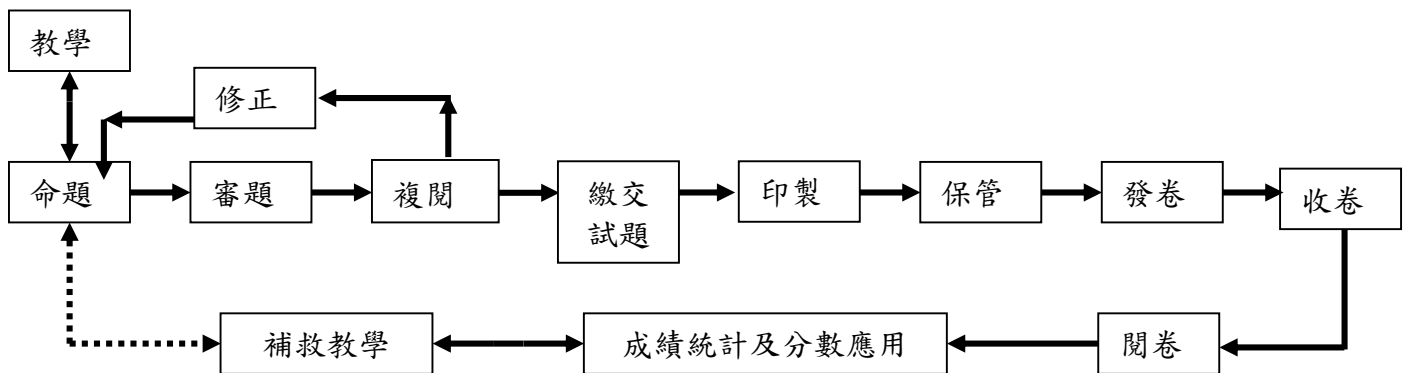 教學
修正
命題
審題
複閱
繳交
試題
印製
保管
發卷
收卷
補救教學
成績統計及分數應用
閱卷